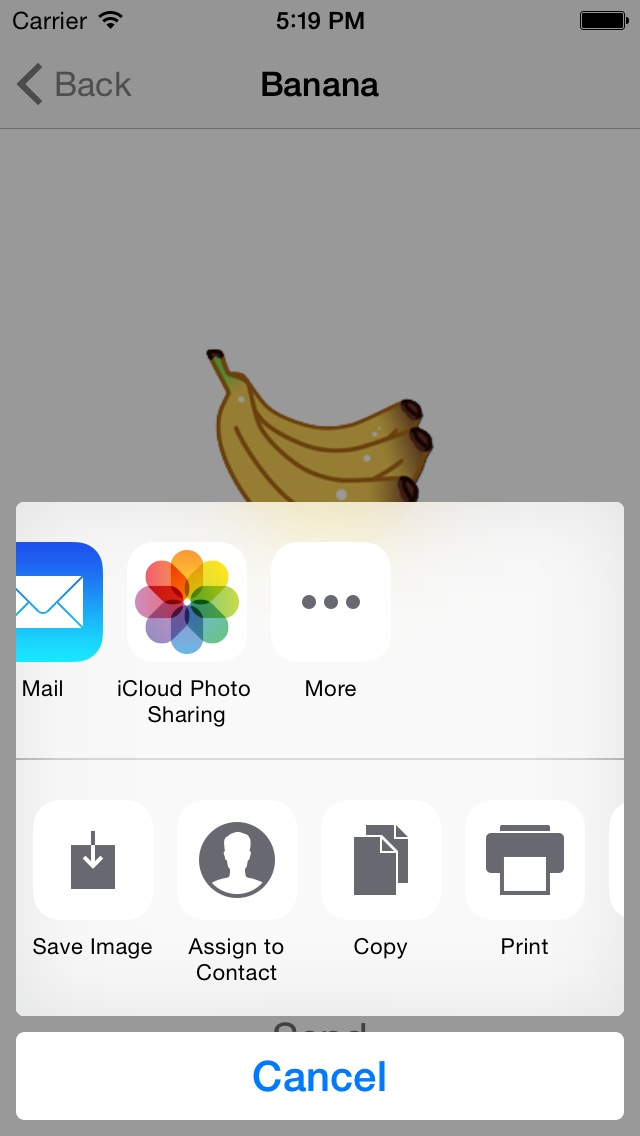 Carrier 5:19 PM
Back Banana
Mail iCloud Photo Sharing More
Save Image Assign to Contact Copy Print
Send
Cancel